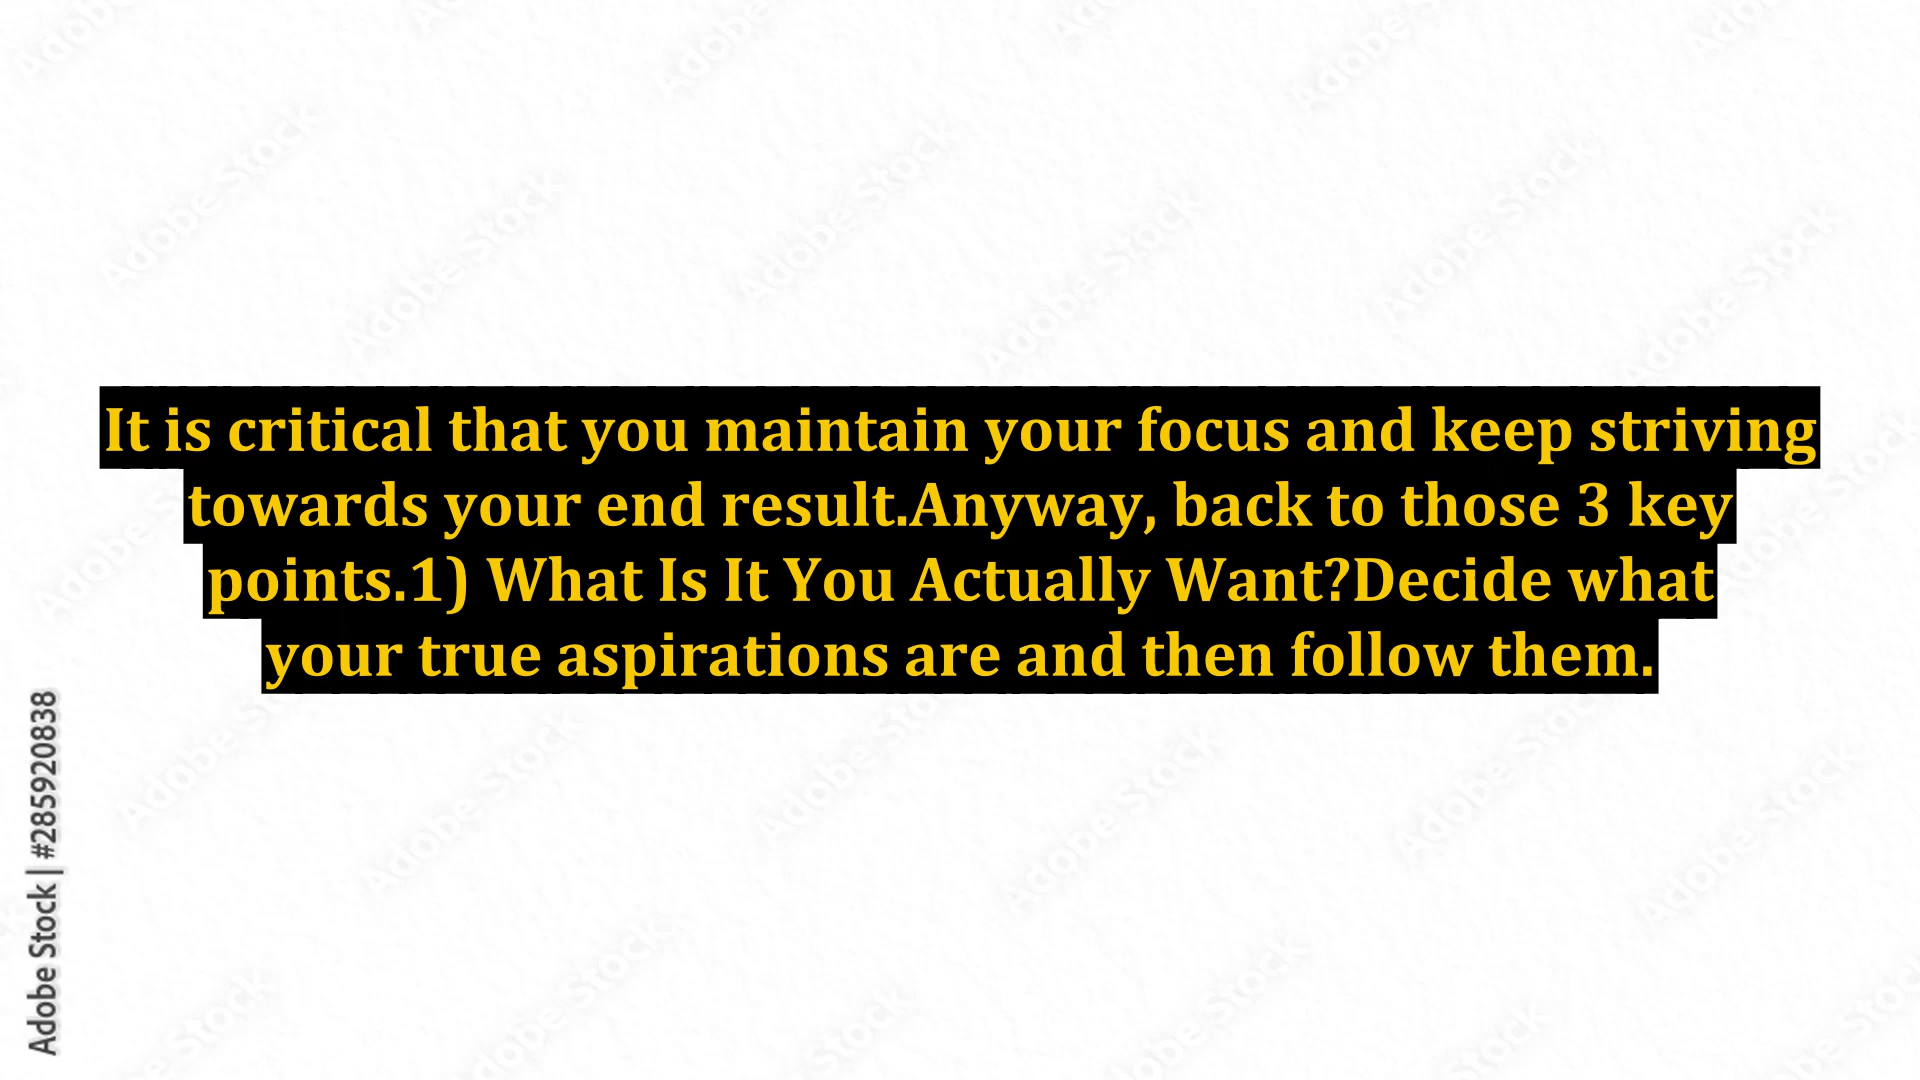 It is critical that you maintain your focus and keep striving
towards your end result.Anyway, back to those 3 key
points.1) What Is It You Actually Want?Decide what
your true aspirations are and then follow them.
Adobe Stock | #285920838
Adobe Stock